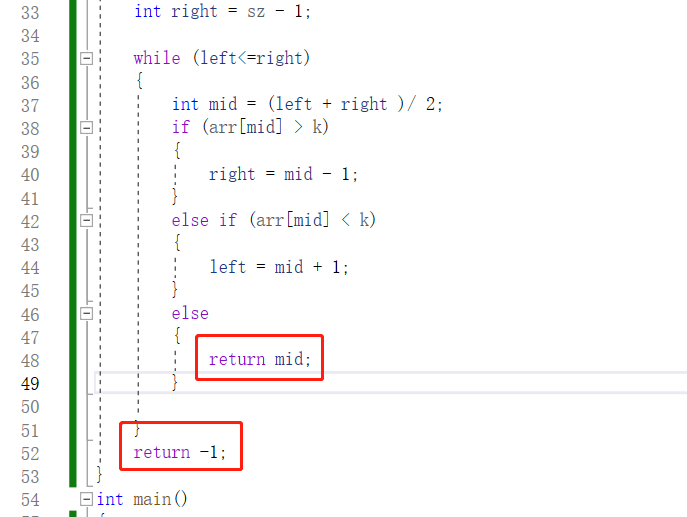 33 int right = sz - 1;
34
35 while (left<=right)
36 {
37 int mid = (left + right )/ 2;
38 if (arr[mid] > k)
39 {
40 right = mid - 1;
41 }
42 else if (arr[mid] < k)
43 {
44 left = mid + 1;
45 }
46 else
47 {
48 return mid;
49 }
50
51 }
52 return -1;
53 }
54 int main()